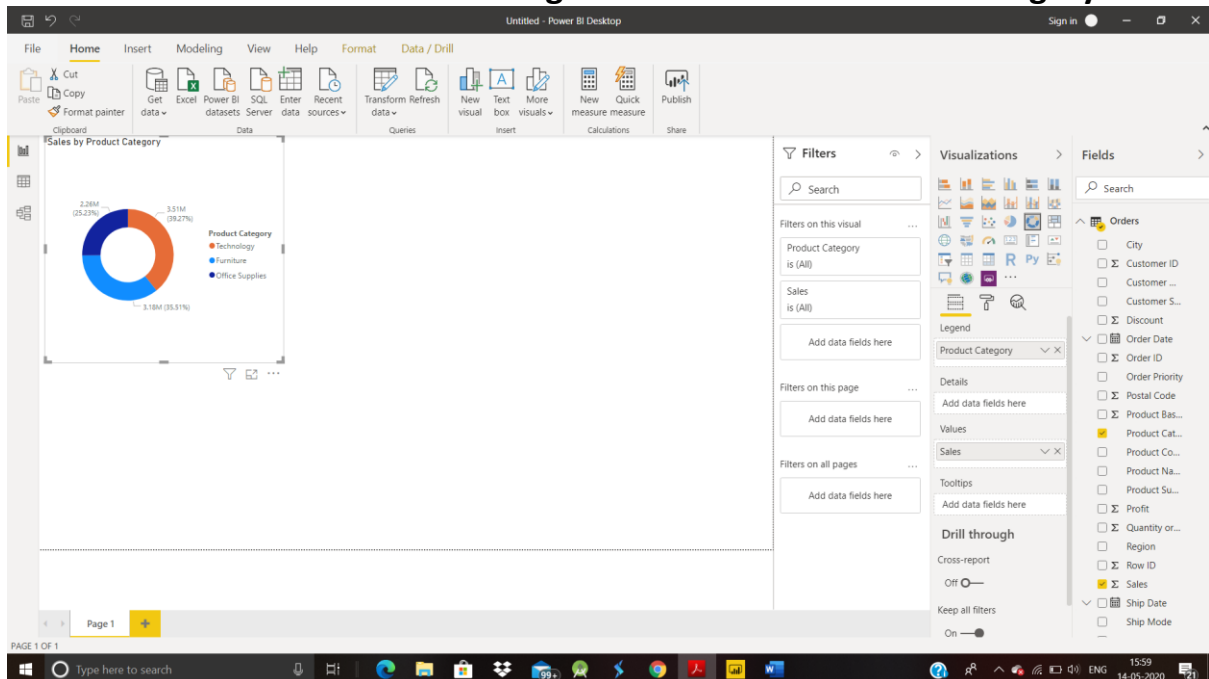 Untitled - Power BI Desktop
Sign in
File Home Insert Modeling View Help Format Data / Drill
Paste
Cut
Copy
Format painter
Get data
Excel
Power BI datasets
SQL Server
Enter data
Recent sources
Transform data
Refresh
New visual
Text box
More visuals
New measure
Quick measure
Publish
Clipboard
Data
Queries
Insert
Calculations
Share
Sales by Product Category
2.26M
(25.23%)
3.51M
(39.27%)
3.18M (35.51%)
Product Category
Technology
Furniture
Office Supplies
Filters
Search
Filters on this visual ...
Product Category
is (All)
Sales
is (All)
Add data fields here
Filters on this page ...
Add data fields here
Filters on all pages ...
Add data fields here
Visualizations
R Py
...
Legend
Product Category
Details
Add data fields here
Values
Sales
Tooltips
Add data fields here
Drill through
Cross-report
Off
Keep all filters
On
Fields
Search
Orders
City
Σ Customer ID
Customer ...
Customer S...
Σ Discount
Order Date
Σ Order ID
Order Priority
Σ Postal Code
Σ Product Bas...
Product Cat...
Product Co...
Product Na...
Product Su...
Σ Profit
Σ Quantity or...
Region
Σ Row ID
Σ Sales
Ship Date
Ship Mode
Page 1
PAGE 1 OF 1
Type here to search
99+
ENG
15:59
14-05-2020
21